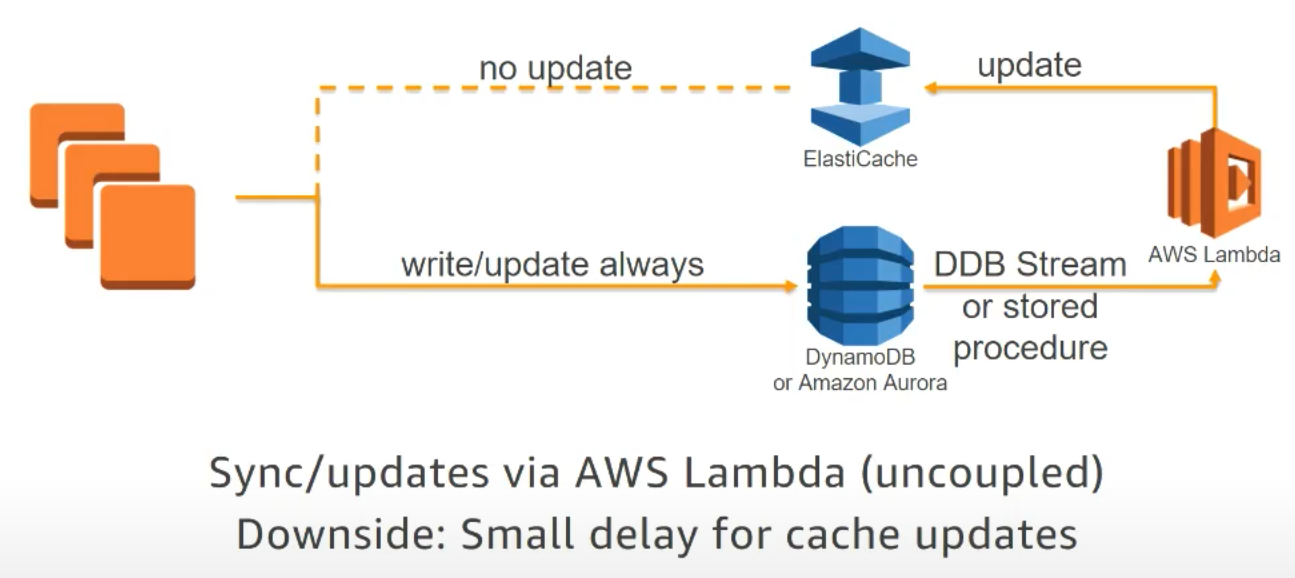 no update
update
ElastiCache
AWS Lambda
write/update always
DDB Stream
or stored
procedure
DynamoDB
or Amazon Aurora
Sync/updates via AWS Lambda (uncoupled)
Downside: Small delay for cache updates